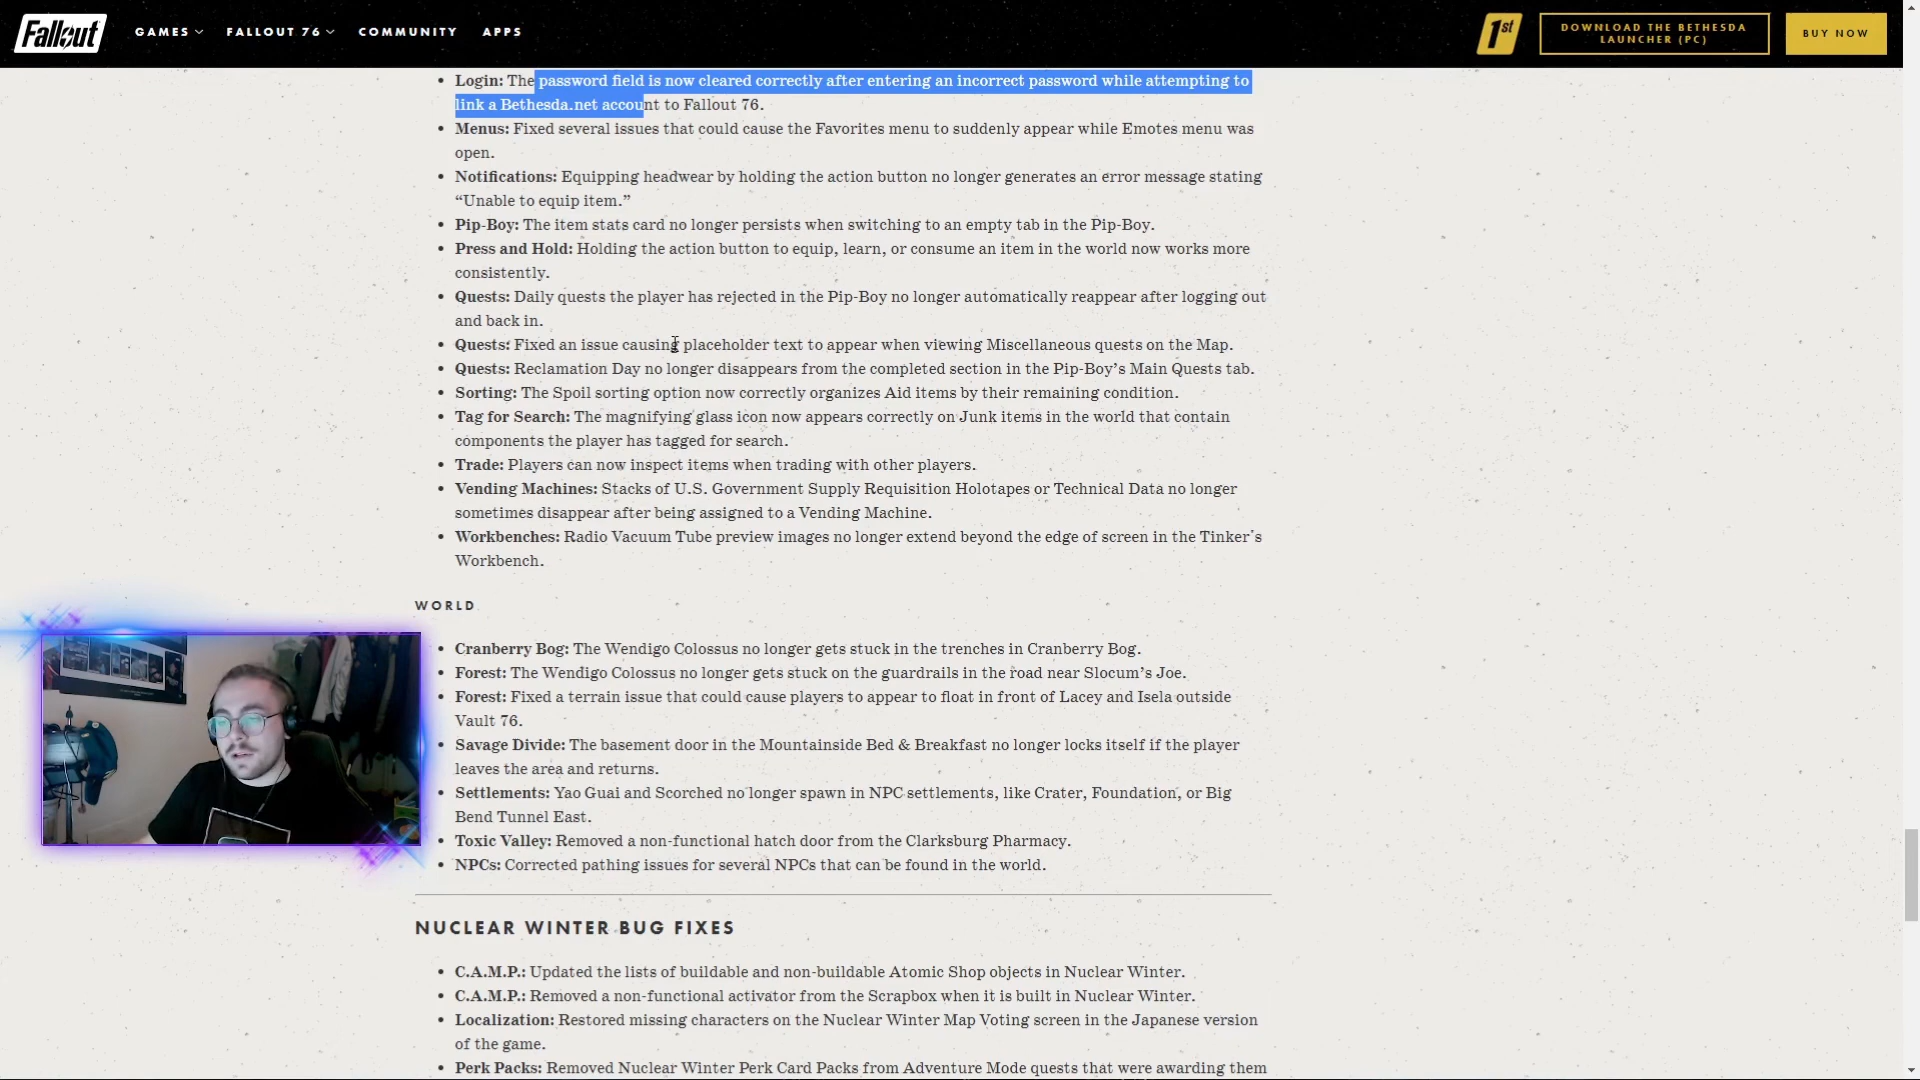 Fallout
GAMES
FALLOUT 76
COMMUNITY
APPS
1st
DOWNLOAD THE BETHESDA
LAUNCHER (PC)
BUY NOW
• Login: The password field is now cleared correctly after entering an incorrect password while attempting to
link a Bethesda.net account to Fallout 76.
• Menus: Fixed several issues that could cause the Favorites menu to suddenly appear while Emotes menu was
open.
• Notifications: Equipping headwear by holding the action button no longer generates an error message stating
“Unable to equip item.”
• Pip-Boy: The item stats card no longer persists when switching to an empty tab in the Pip-Boy.
• Press and Hold: Holding the action button to equip, learn, or consume an item in the world now works more
consistently.
• Quests: Daily quests the player has rejected in the Pip-Boy no longer automatically reappear after logging out
and back in.
• Quests: Fixed an issue causing placeholder text to appear when viewing Miscellaneous quests on the Map.
• Quests: Reclamation Day no longer disappears from the completed section in the Pip-Boy’s Main Quests tab.
• Sorting: The Spoil sorting option now correctly organizes Aid items by their remaining condition.
• Tag for Search: The magnifying glass icon now appears correctly on Junk items in the world that contain
components the player has tagged for search.
• Trade: Players can now inspect items when trading with other players.
• Vending Machines: Stacks of U.S. Government Supply Requisition Holotapes or Technical Data no longer
sometimes disappear after being assigned to a Vending Machine.
• Workbenches: Radio Vacuum Tube preview images no longer extend beyond the edge of screen in the Tinker’s
Workbench.
WORLD
• Cranberry Bog: The Wendigo Colossus no longer gets stuck in the trenches in Cranberry Bog.
• Forest: The Wendigo Colossus no longer gets stuck on the guardrails in the road near Slocum’s Joe.
• Forest: Fixed a terrain issue that could cause players to appear to float in front of Lacey and Isela outside
Vault 76.
• Savage Divide: The basement door in the Mountainside Bed & Breakfast no longer locks itself if the player
leaves the area and returns.
• Settlements: Yao Guai and Scorched no longer spawn in NPC settlements, like Crater, Foundation, or Big
Bend Tunnel East.
• Toxic Valley: Removed a non-functional hatch door from the Clarksburg Pharmacy.
• NPCs: Corrected pathing issues for several NPCs that can be found in the world.
NUCLEAR WINTER BUG FIXES
• C.A.M.P.: Updated the lists of buildable and non-buildable Atomic Shop objects in Nuclear Winter.
• C.A.M.P.: Removed a non-functional activator from the Scrapbox when it is built in Nuclear Winter.
• Localization: Restored missing characters on the Nuclear Winter Map Voting screen in the Japanese version
of the game.
• Perk Packs: Removed Nuclear Winter Perk Card Packs from Adventure Mode quests that were awarding them